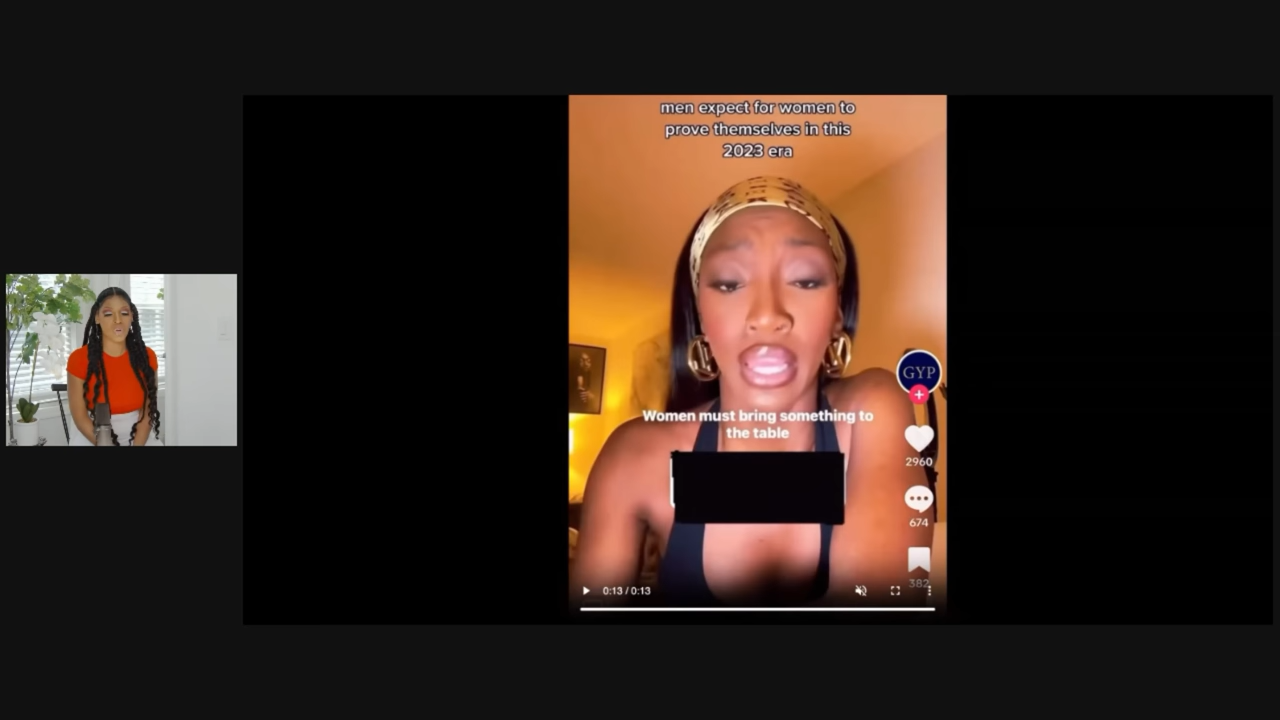 men expect for women to
prove themselves in this
2023 era
GYP
Women must bring something to
the table
2960
674
382
0:13 / 0:13